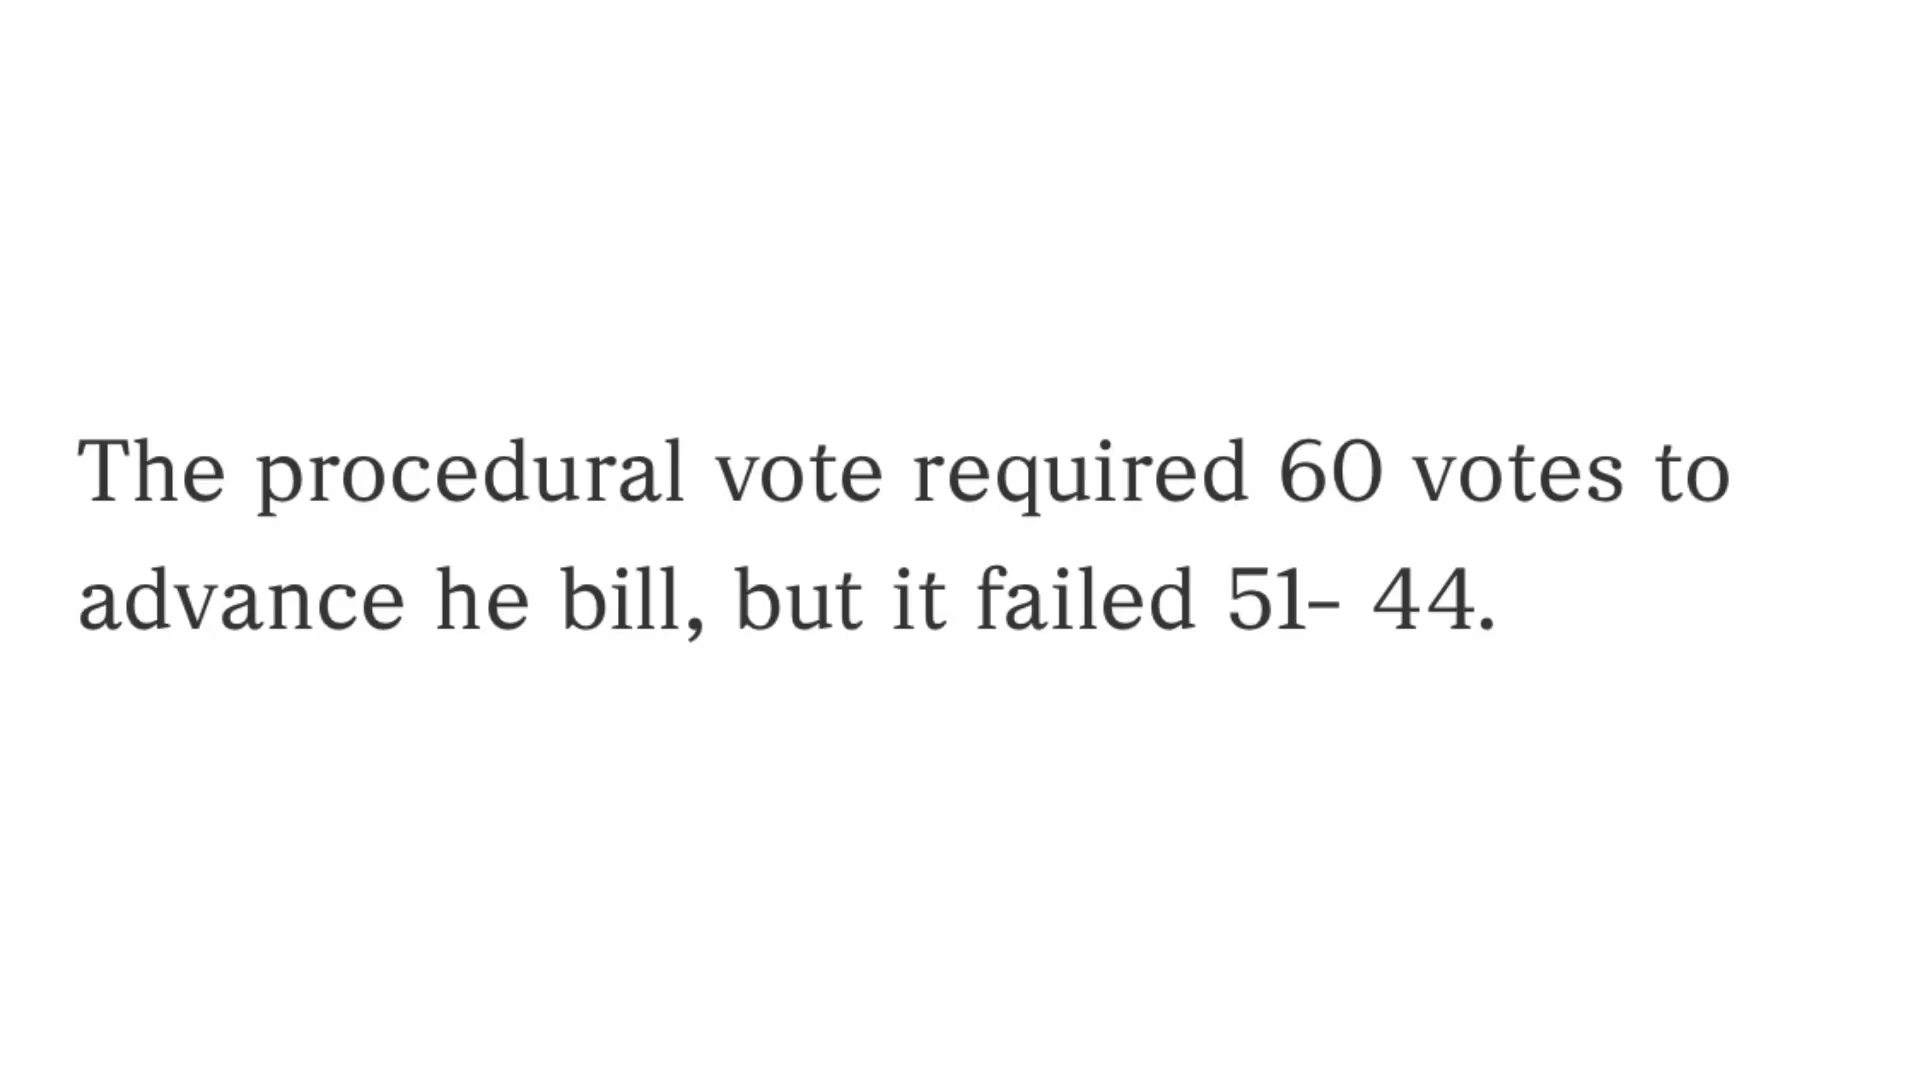 The procedural vote required 60 votes to
advance he bill, but it failed 51- 44.